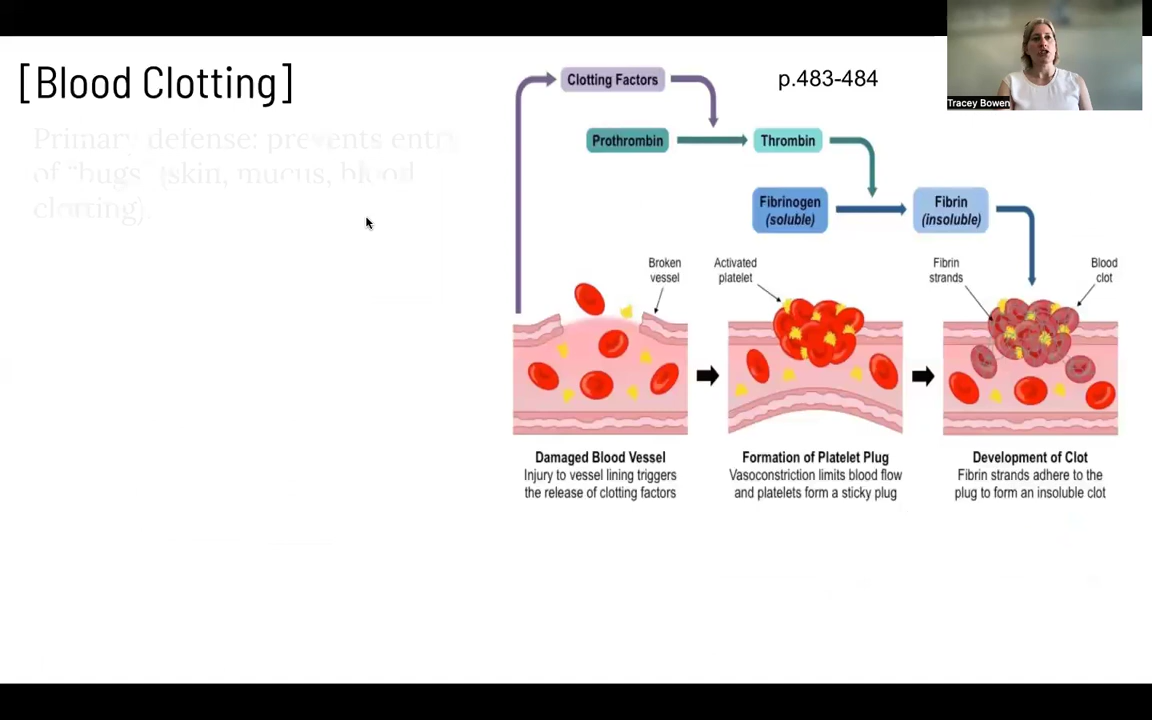 [Blood Clotting]
Primary defense: prevents entry
of "bugs" (skin, mucus, blood
clotting)
p.483-484
Tracey Bowen
Clotting Factors
Prothrombin
Thrombin
Fibrinogen
(soluble)
Fibrin
(insoluble)
Broken
vessel
Activated
platelet
Fibrin
strands
Blood
clot
Damaged Blood Vessel
Injury to vessel lining triggers
the release of clotting factors
Formation of Platelet Plug
Vasoconstriction limits blood flow
and platelets form a sticky plug
Development of Clot
Fibrin strands adhere to the
plug to form an insoluble clot